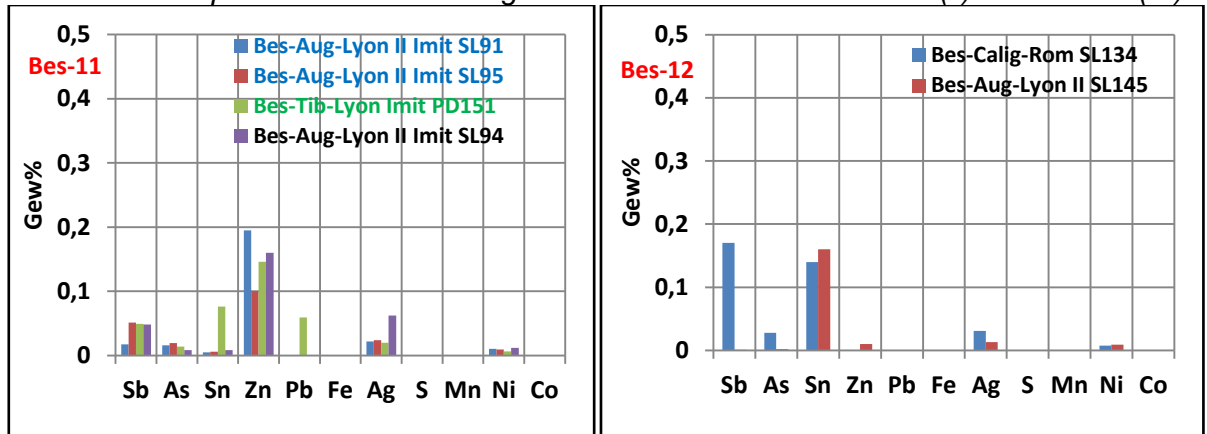 0,5
Bes-11
0,4
0,3
0,2
0,1
0
Gew%
Bes-Aug-Lyon II Imit SL91
Bes-Aug-Lyon II Imit SL95
Bes-Tib-Lyon Imit PD151
Bes-Aug-Lyon II Imit SL94
Sb As Sn Zn Pb Fe Ag S Mn Ni Co
0,5
Bes-12
0,4
0,3
0,2
0,1
0
Gew%
Bes-Calig-Rom SL134
Bes-Aug-Lyon II SL145
Sb As Sn Zn Pb Fe Ag S Mn Ni Co